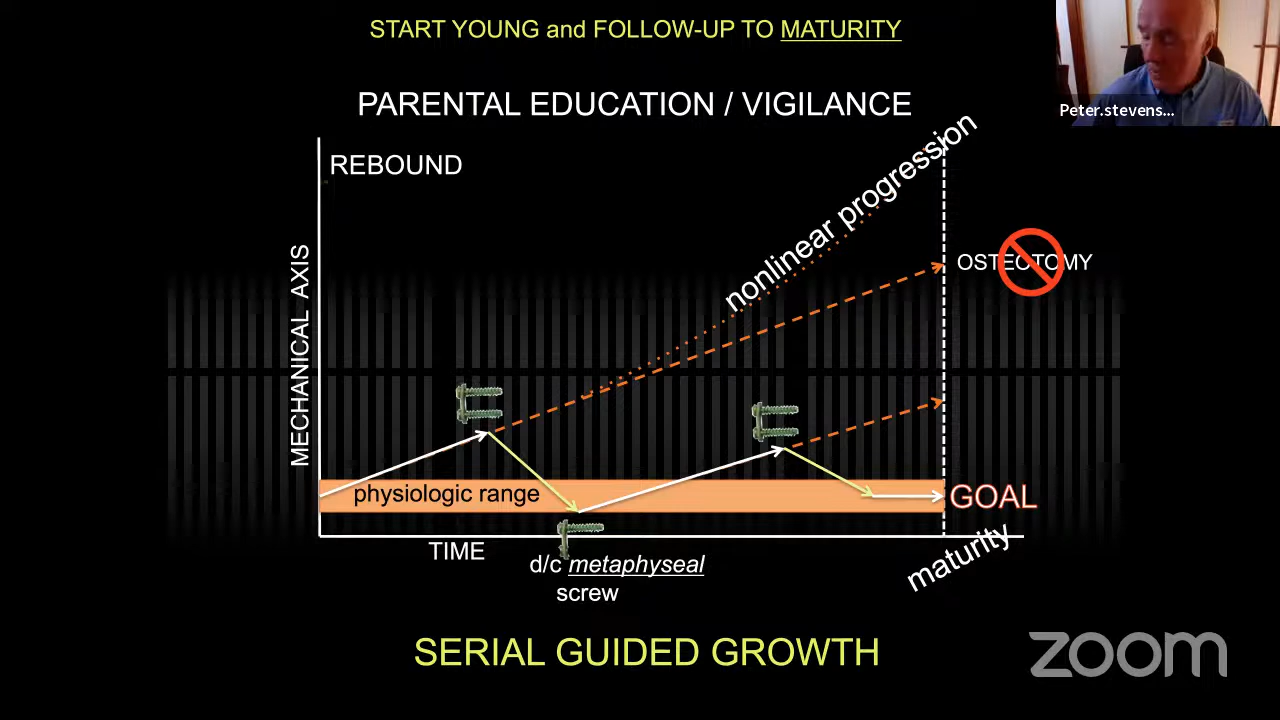 START YOUNG and FOLLOW-UP TO MATURITY
Peter.stevens...
PARENTAL EDUCATION / VIGILANCE
REBOUND
nonlinear progression
OSTECTOMY
MECHANICAL AXIS
physiologic range
GOAL
TIME
maturity
d/c metaphyseal
screw
SERIAL GUIDED GROWTH
zoom